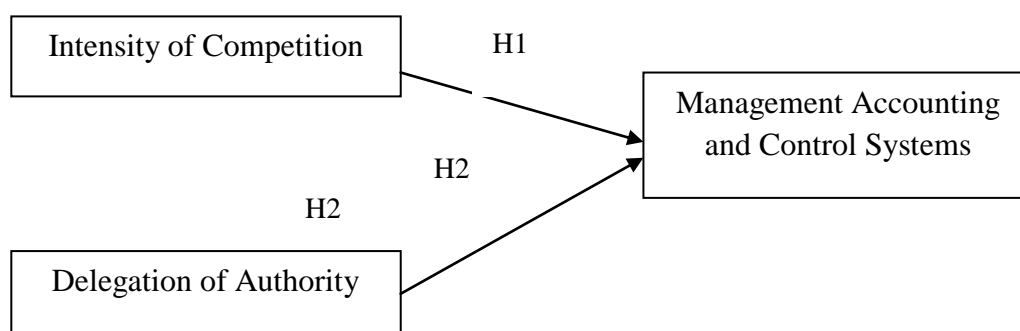 Intensity of Competition
H1
Management Accounting
and Control Systems
H2
H2
Delegation of Authority